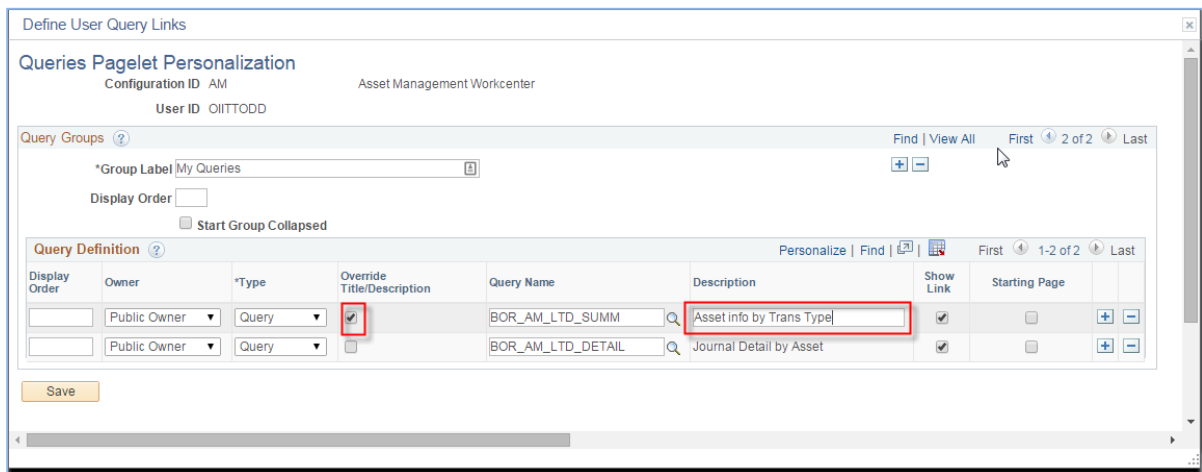 Define User Query Links
Queries Pagelet Personalization
Configuration ID AM Asset Management Workcenter
User ID OIITTODD
Query Groups ? Find | View All First 2 of 2 Last
*Group Label My Queries
Display Order
Start Group Collapsed
Query Definition ? Personalize | Find | First 1-2 of 2 Last
Display Order Owner *Type Override Title/Description Query Name Description Show Link Starting Page
Public Owner Query BOR_AM_LTD_SUMM Asset info by Trans Type
Public Owner Query BOR_AM_LTD_DETAIL Journal Detail by Asset
Save